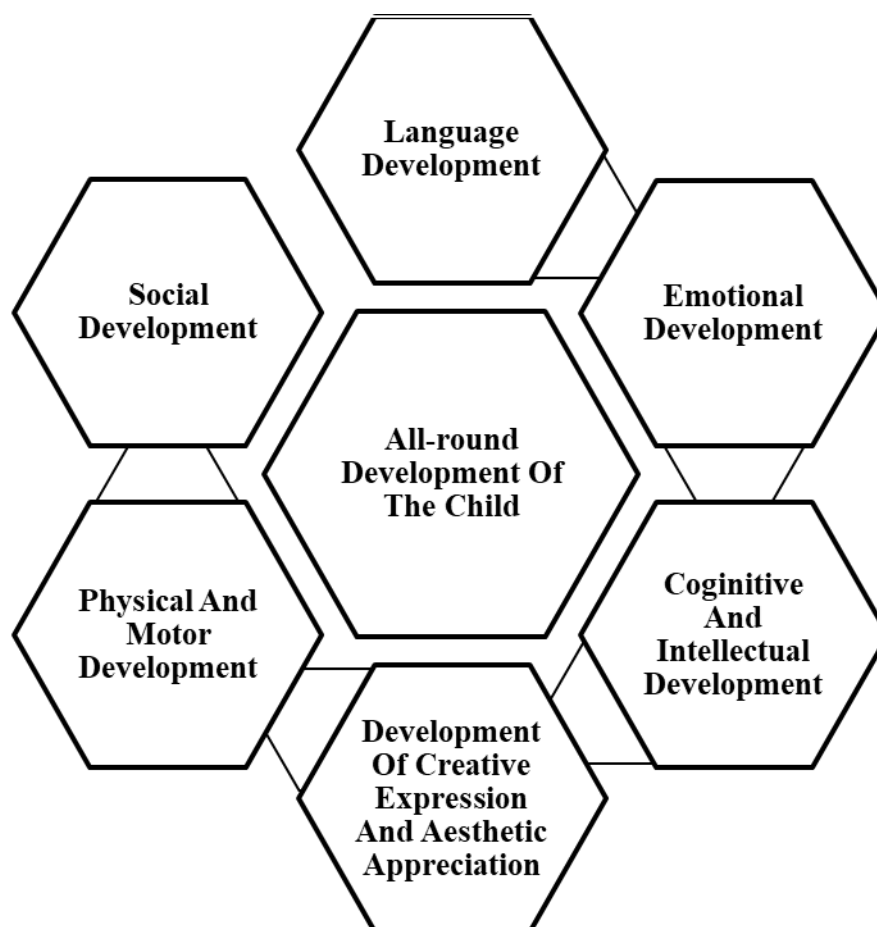 Language
Development
Social
Development
Emotional
Development
All-round
Development Of
The Child
Physical And
Motor
Development
Coginitive
And
Intellectual
Development
Development
Of Creative
Expression
And Aesthetic
Appreciation